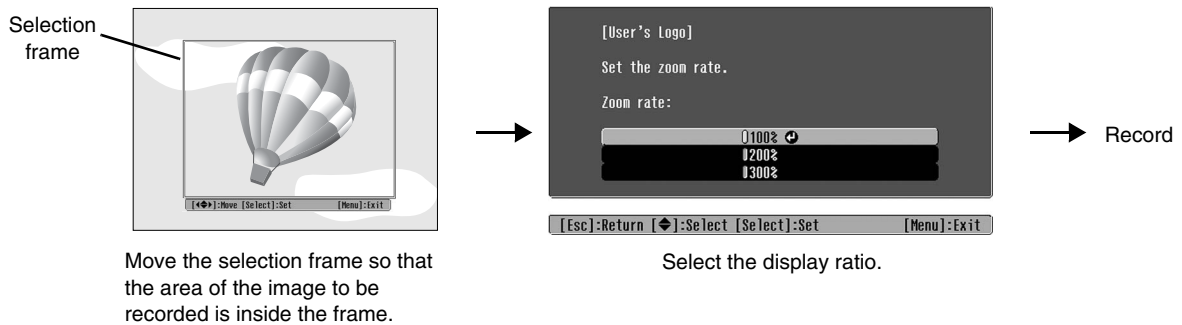 Selection
frame
[◀◆▶]:Move [Select]:Set [Menu]:Exit
Move the selection frame so that
the area of the image to be
recorded is inside the frame.
[User's Logo]
Set the zoom rate.
Zoom rate:
100%
200%
300%
[Esc]:Return [◆]:Select [Select]:Set [Menu]:Exit
Select the display ratio.
Record